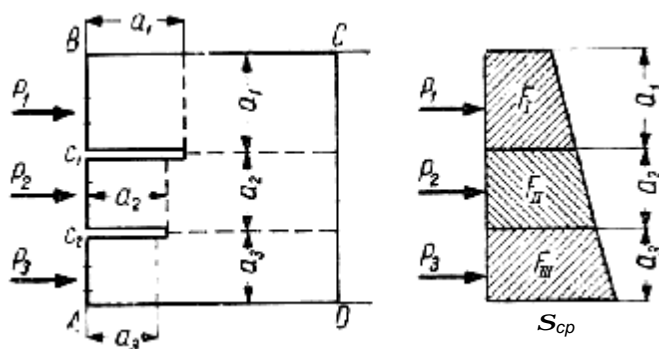 B a₁ C
P₁ a₁ P₁ F_I a₁
c₁
P₂ a₂ a₂ P₂ F_II a₂
c₂
P₃ a₃ P₃ F_III a₃
A D
a₃ S_cp